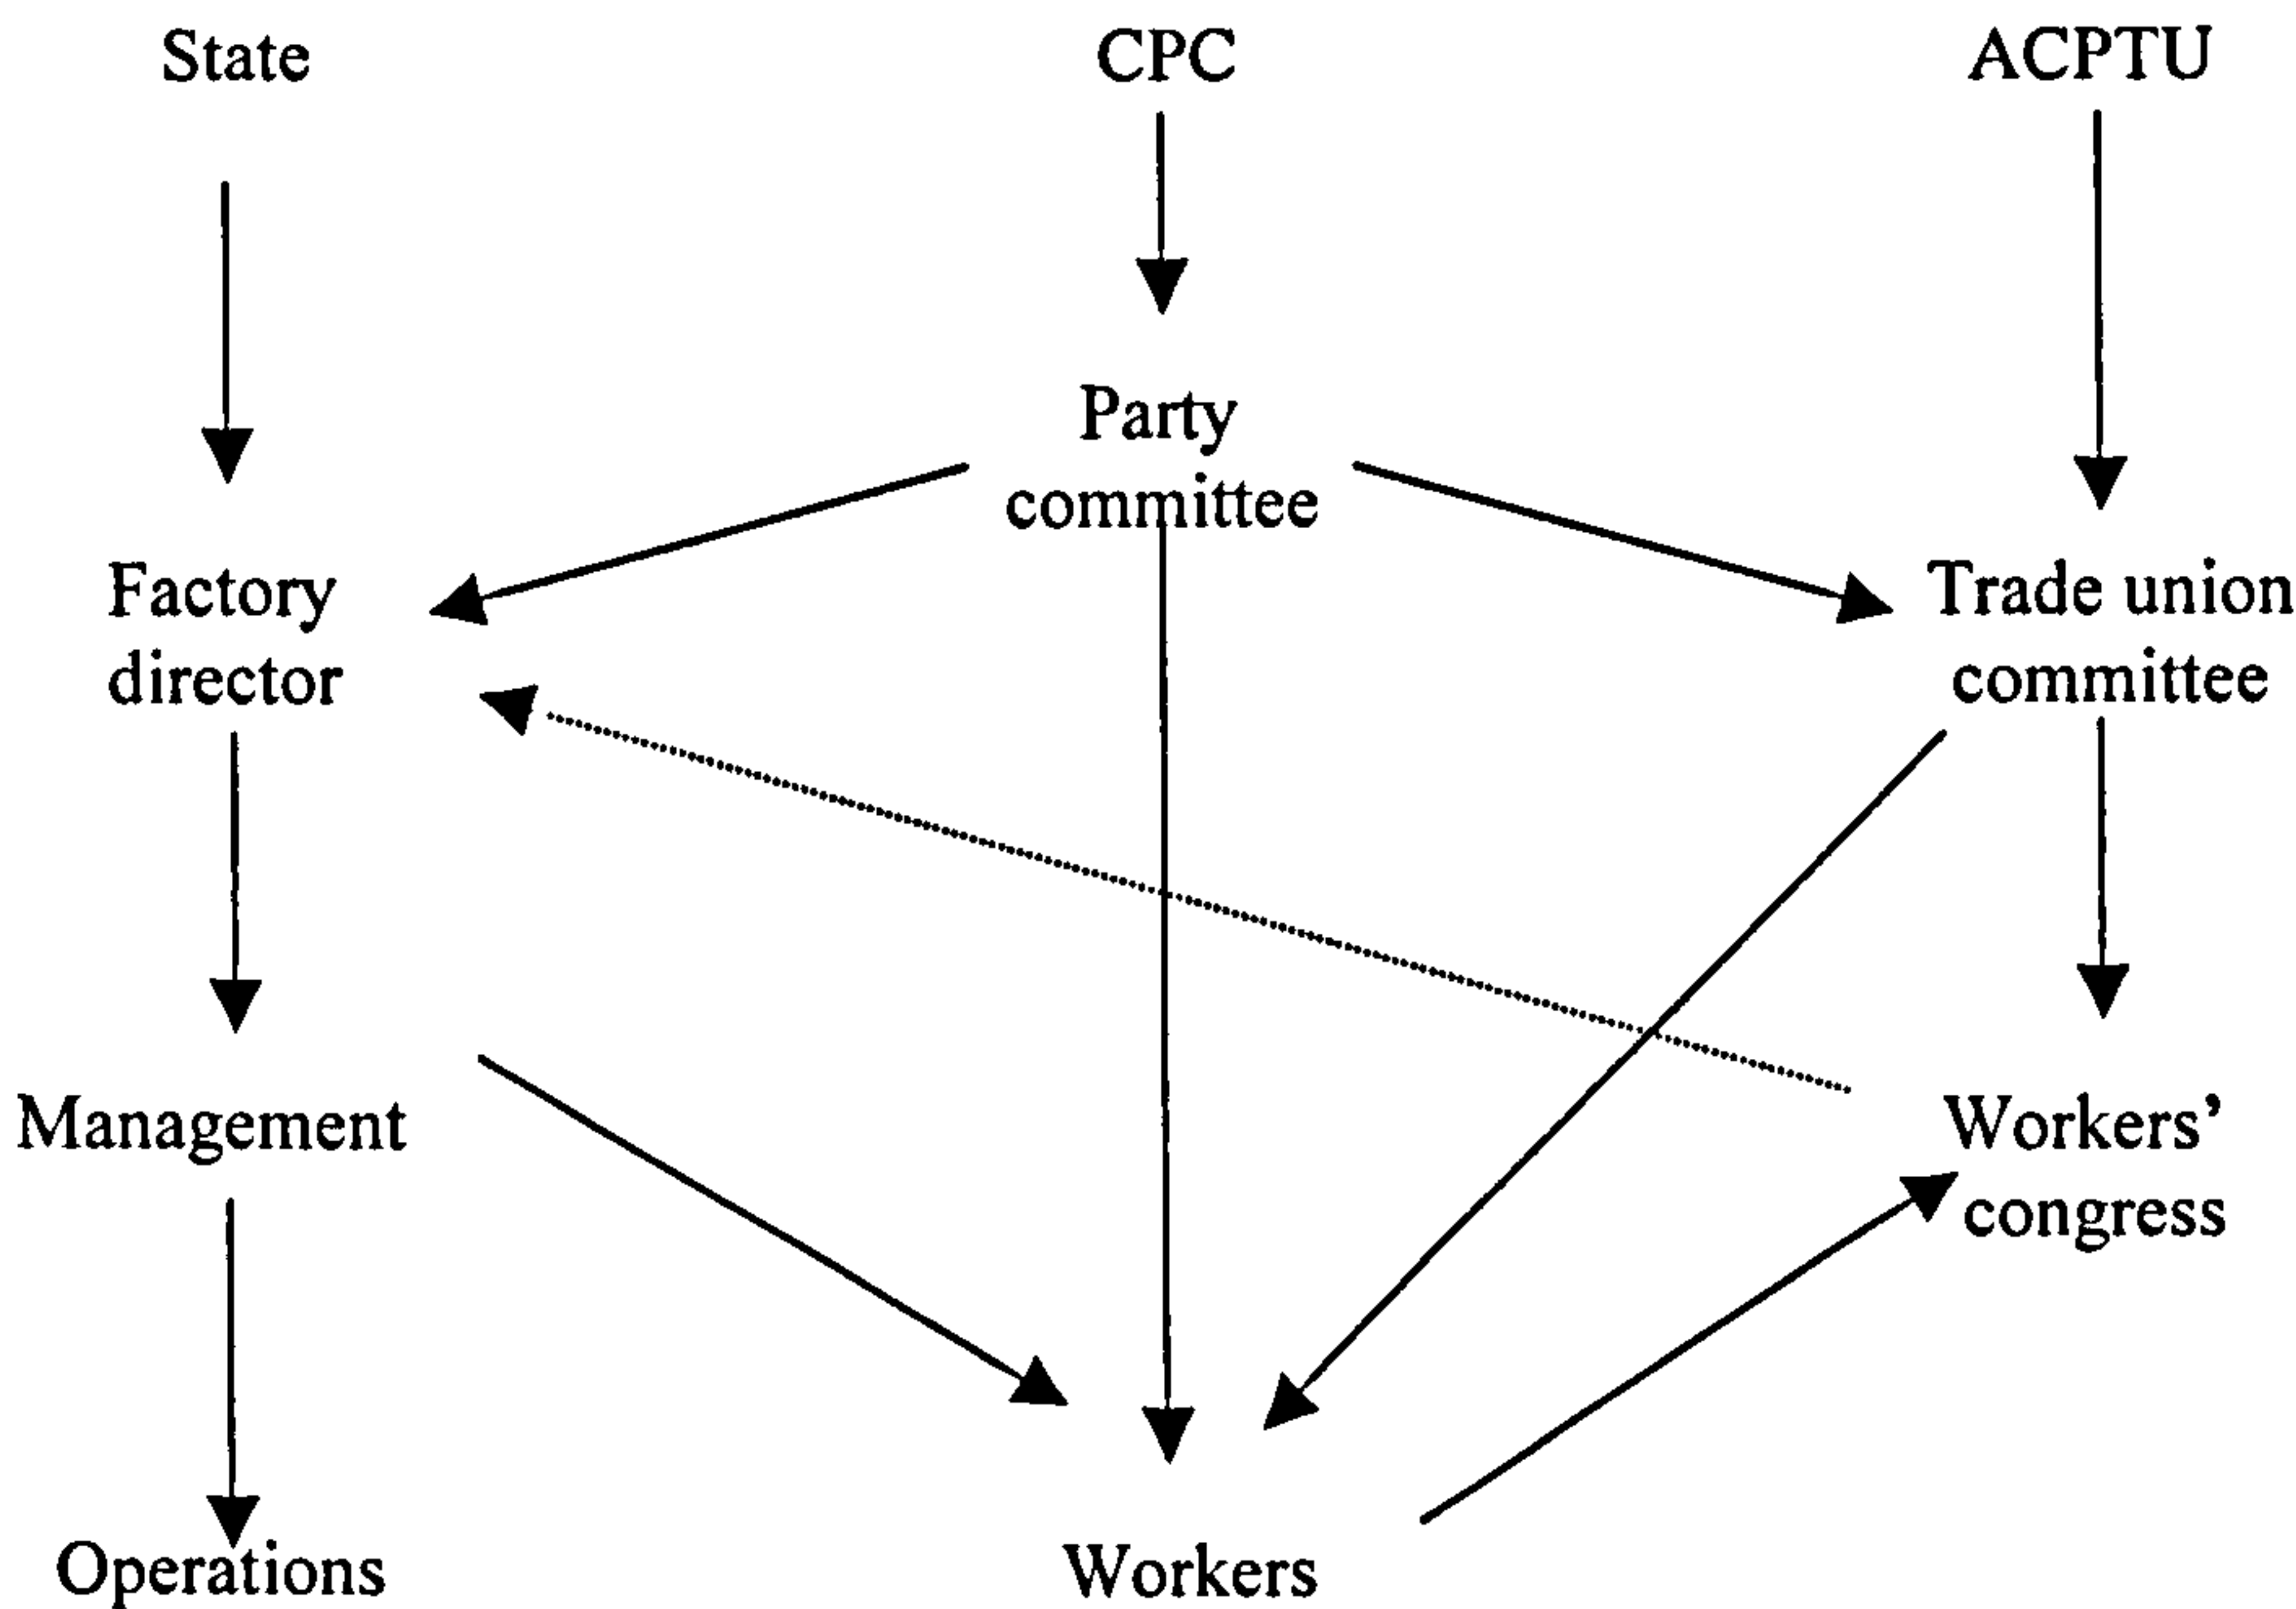 State
CPC
ACPTU
Party
committee
Factory
director
Trade union
committee
Management
Workers’
congress
Operations
Workers